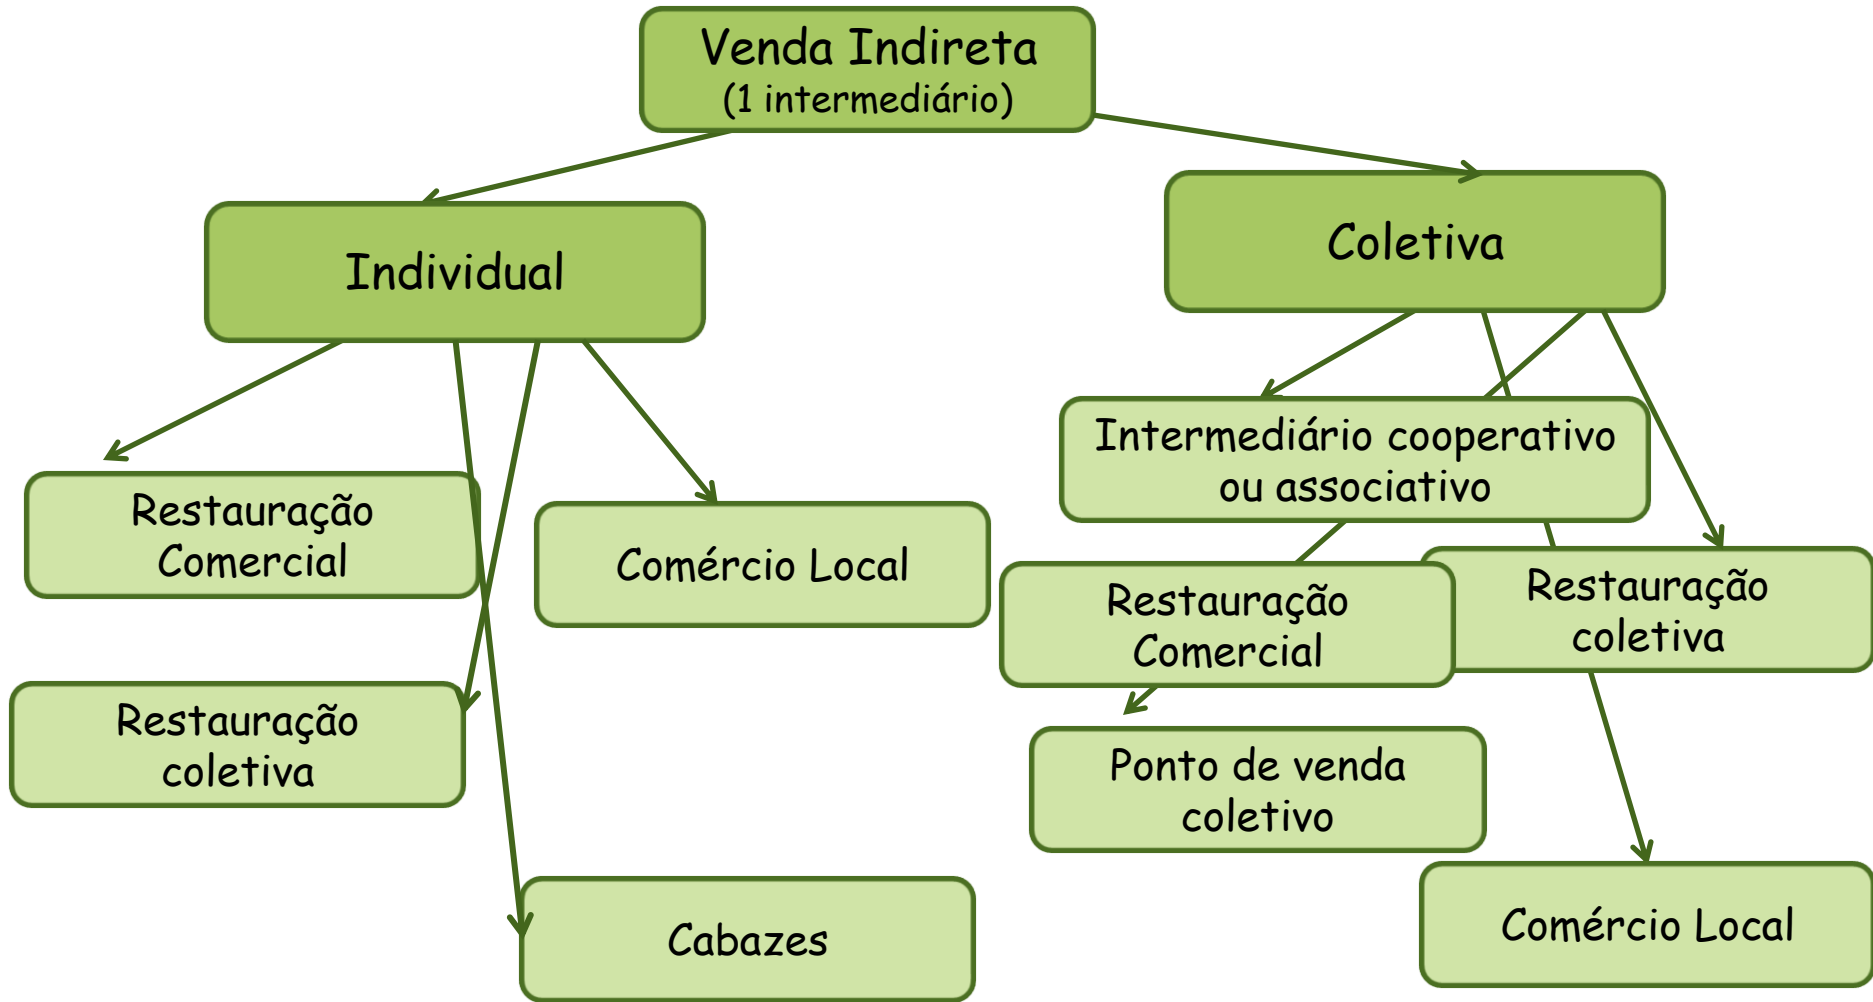 Venda Indireta
(1 intermediário)
Individual
Coletiva
Restauração
Comercial
Comércio Local
Restauração
coletiva
Cabazes
Intermediário cooperativo
ou associativo
Restauração
Comercial
Restauração
coletiva
Ponto de venda
coletivo
Comércio Local